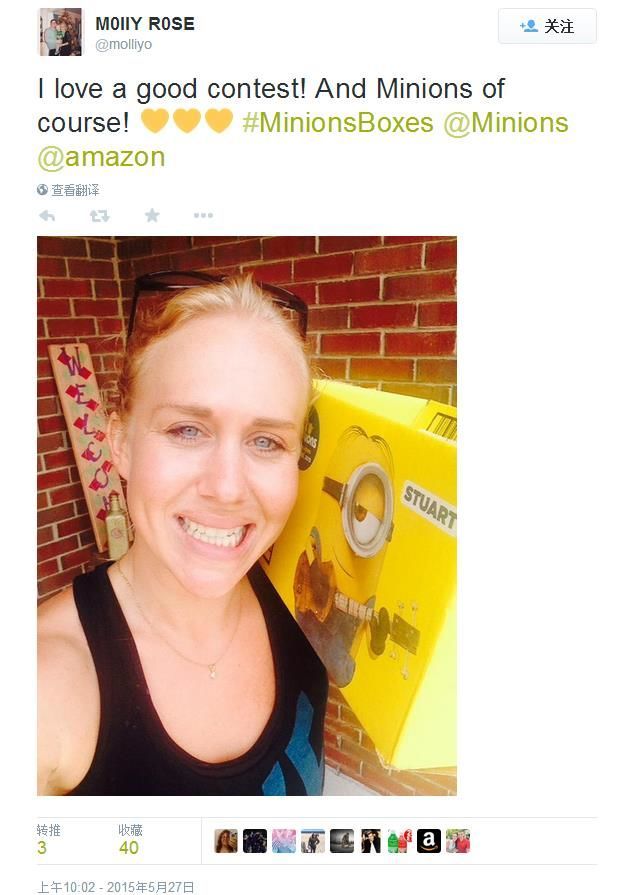 M0llY R0SE
@molliyo
关注
I love a good contest! And Minions of
course! 💛💛💛 #MinionsBoxes @Minions
@amazon
查看翻译
WELCOM
STUART
转推
收藏
3
40
a
上午10:02 - 2015年5月27日